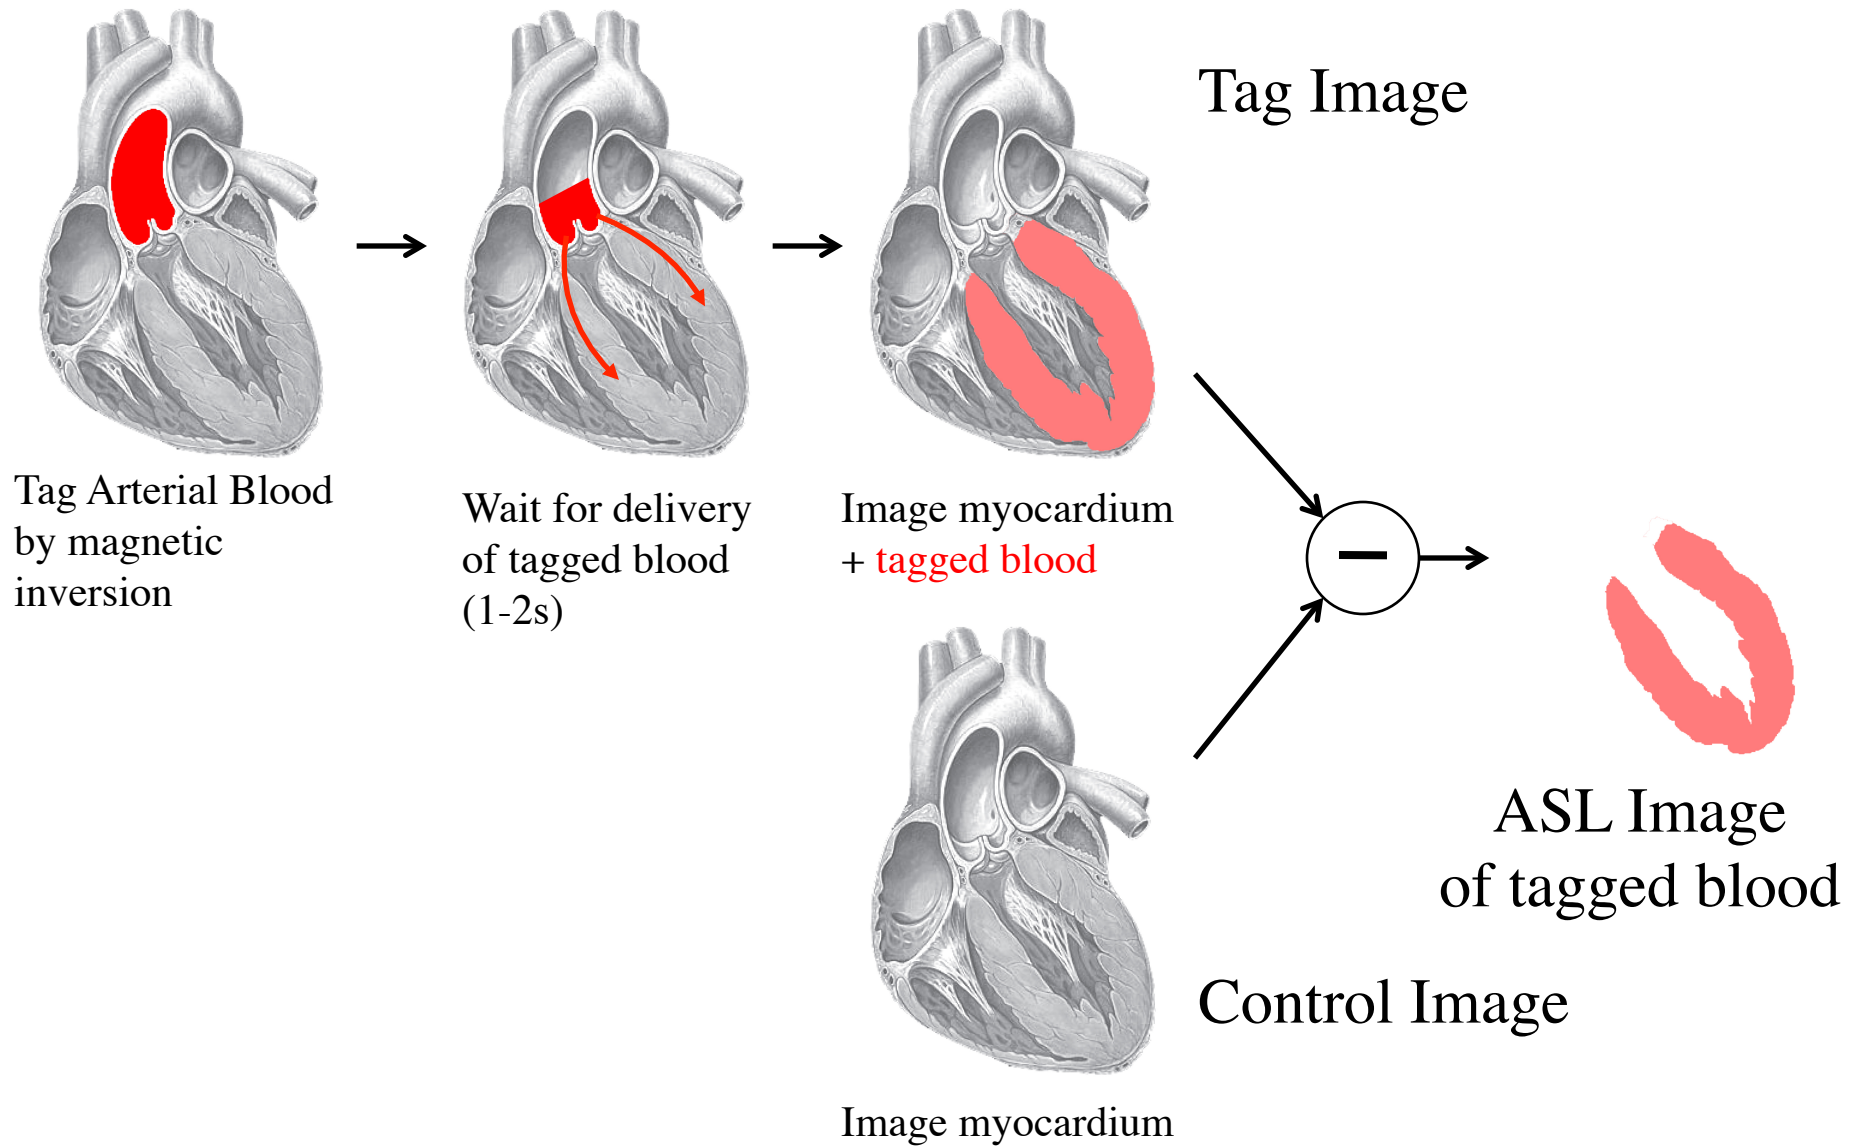 Tag Image
Tag Arterial Blood
by magnetic
inversion
Wait for delivery
of tagged blood
(1-2s)
Image myocardium
+ tagged blood
ASL Image
of tagged blood
Control Image
Image myocardium